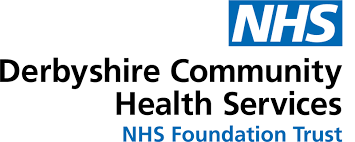 NHS
Derbyshire Community
Health Services
NHS Foundation Trust